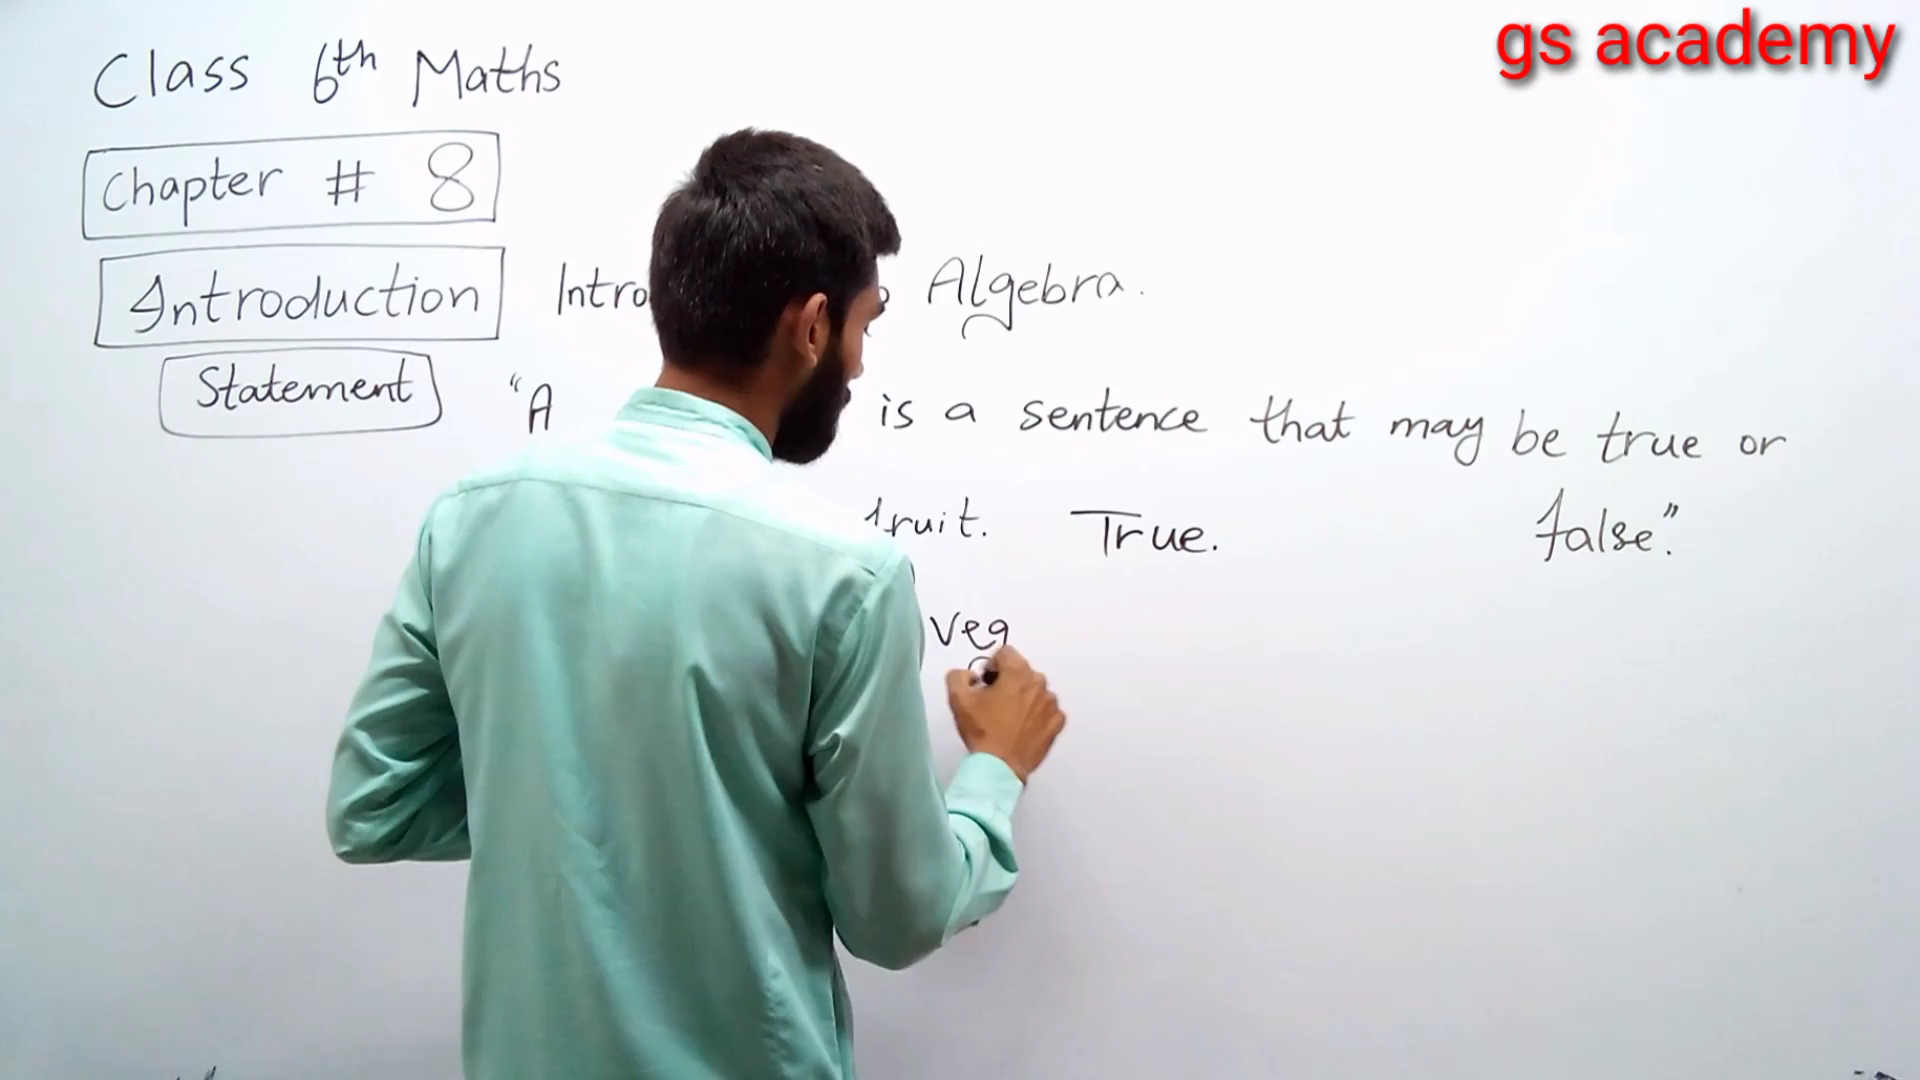 gs academy
Class 6th Maths
Chapter # 8
Introduction Intro Algebra.
Statement "A is a sentence that may be true or
false."
fruit. True.
veg